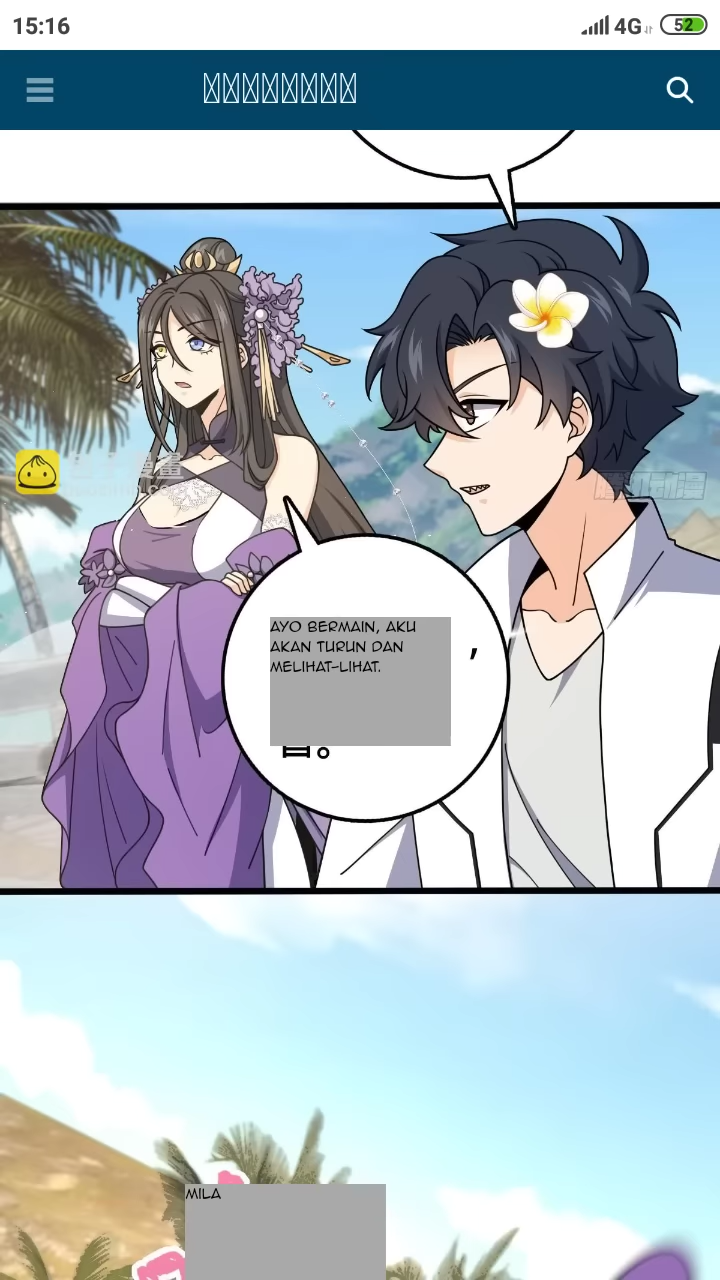 15:16
4G
52
AYO BERMAIN, AKU
AKAN TURUN DAN
MELIHAT-LIHAT.
,
。
MILA